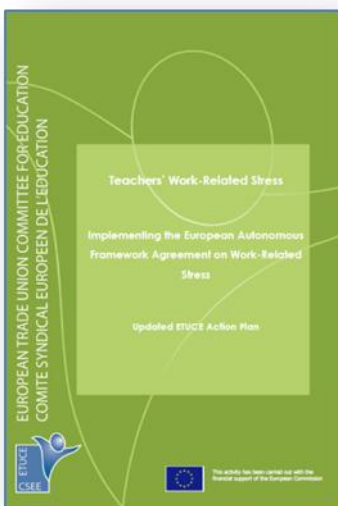 EUROPEAN TRADE UNION COMMITTEE FOR EDUCATION
COMITE SYNDICAL EUROPEEN DE L'EDUCATION
Teachers' Work-Related Stress
Implementing the European Autonomous
Framework Agreement on Work-Related
Stress
Updated ETUCE Action Plan
ETUCE
CSEE
This activity has been carried out with the
financial support of the European Commission